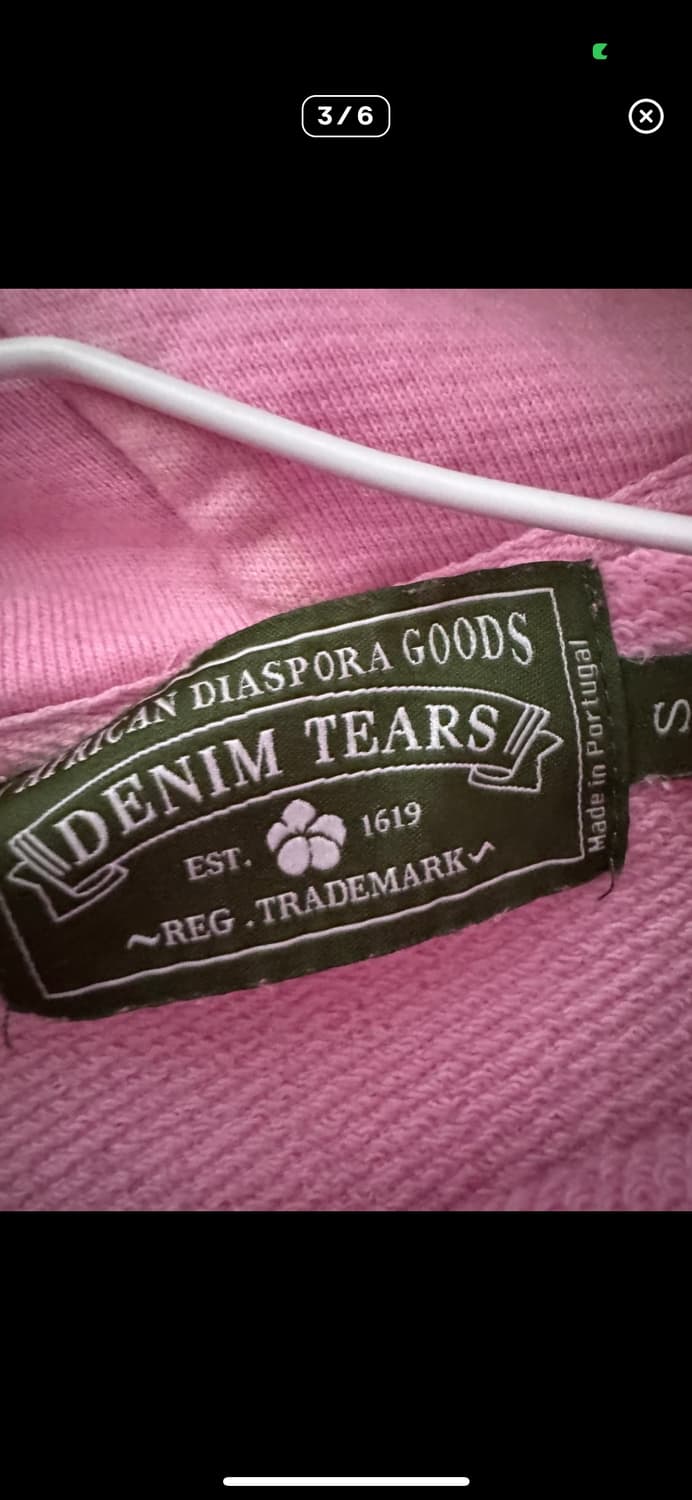 3/6
AFRICAN DIASPORA GOODS
DENIM TEARS
EST. 1619
~REG .TRADEMARK~
Made in Portugal
S